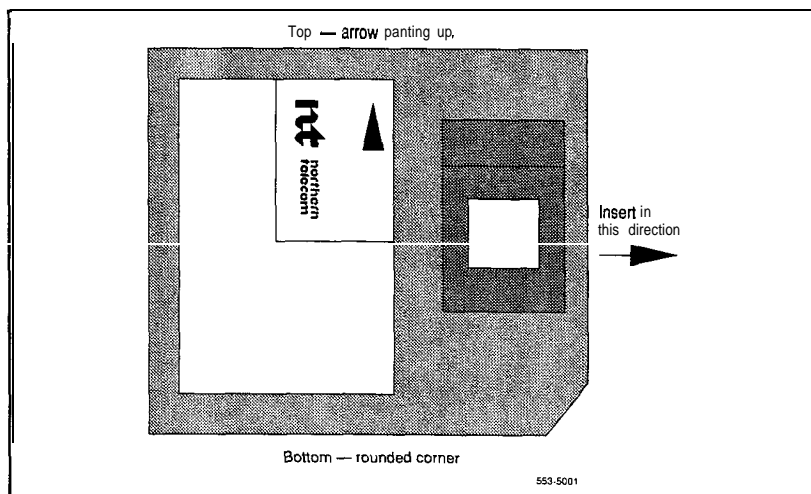 Top — arrow panting up,
nt
northern
telecom
Insert in
this direction
Bottom — rounded corner
553-5001